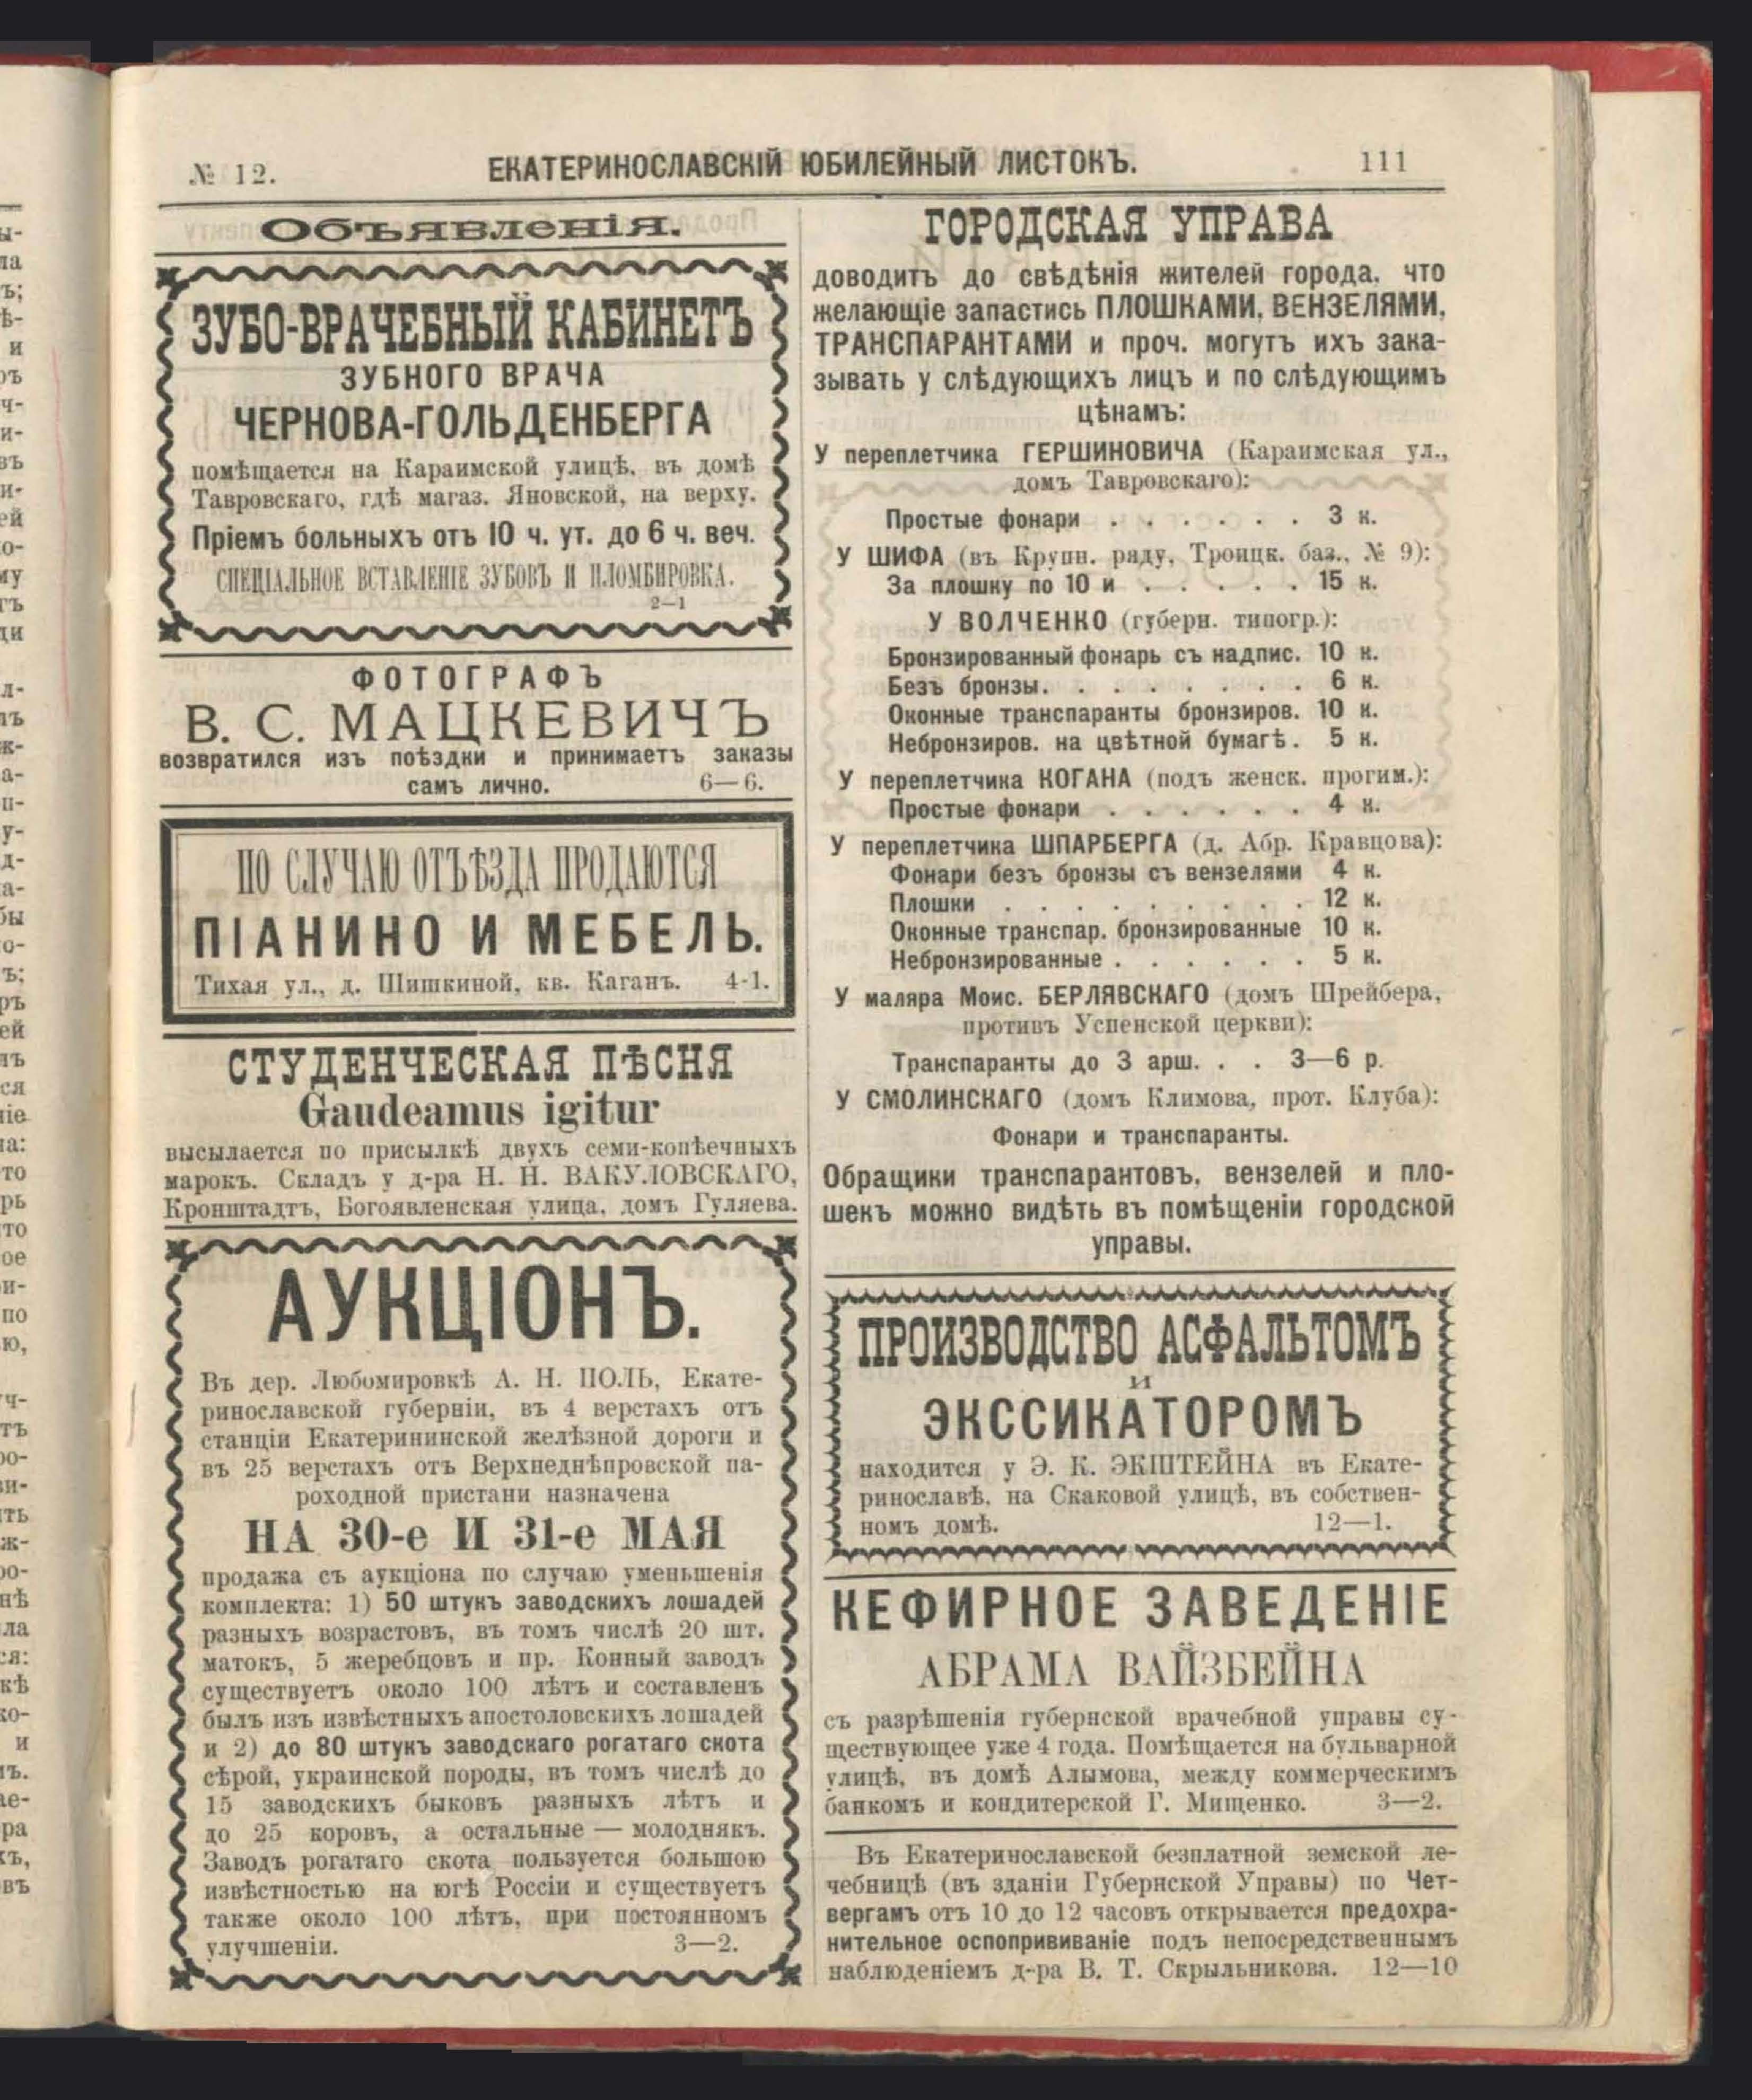 № 12.
ЕКАТЕРИНОСЛАВСКІЙ ЮБИЛЕЙНЫЙ ЛИСТОКЪ.
111
Объявленія.
ЗУБО-ВРАЧЕБНЫЙ КАБИНЕТЪ
ЗУБНОГО ВРАЧА
ЧЕРНОВА-ГОЛЬДЕНБЕРГА
помѣщается на Караимской улицѣ, въ домѣ
Тавровскаго, гдѣ магаз. Яновской, на верху.
Пріемъ больныхъ отъ 10 ч. ут. до 6 ч. веч.
СПЕЦІАЛЬНОЕ ВСТАВЛЕНІЕ ЗУБОВЪ И ПЛОМБИРОВКА.
2—1
ФОТОГРАФЪ
В. С. МАЦКЕВИЧЪ
возвратился изъ поѣздки и принимаетъ заказы
самъ лично. 6—6.
ПО СЛУЧАЮ ОТЪѢЗДА ПРОДАЮТСЯ
ПІАНИНО И МЕБЕЛЬ.
Тихая ул., д. Шишкиной, кв. Каганъ. 4-1.
СТУДЕНЧЕСКАЯ ПѢСНЯ
Gaudeamus igitur
высылается по присылкѣ двухъ семи-копѣечныхъ
марокъ. Складъ у д-ра Н. Н. ВАКУЛОВСКАГО,
Кронштадтъ, Богоявленская улица, домъ Гуляева.
АУКЦІОНЪ.
Въ дер. Любомировкѣ А. Н. ПОЛЬ, Екате-
ринославской губерніи, въ 4 верстахъ отъ
станціи Екатерининской желѣзной дороги и
въ 25 верстахъ отъ Верхнеднѣпровской па-
роходной пристани назначена
НА 30-е И 31-е МАЯ
продажа съ аукціона по случаю уменьшенія
комплекта: 1) 50 штукъ заводскихъ лошадей
разныхъ возрастовъ, въ томъ числѣ 20 шт.
матокъ, 5 жеребцовъ и пр. Конный заводъ
существуетъ около 100 лѣтъ и составленъ
былъ изъ извѣстныхъ апостоловскихъ лошадей
и 2) до 80 штукъ заводскаго рогатаго скота
сѣрой, украинской породы, въ томъ числѣ до
15 заводскихъ быковъ разныхъ лѣтъ и
до 25 коровъ, а остальные — молоднякъ.
Заводъ рогатаго скота пользуется большою
извѣстностью на югѣ Россіи и существуетъ
также около 100 лѣтъ, при постоянномъ
улучшеніи. 3—2.
ГОРОДСКАЯ УПРАВА
доводитъ до свѣдѣнія жителей города, что
желающіе запастись ПЛОШКАМИ, ВЕНЗЕЛЯМИ,
ТРАНСПАРАНТАМИ и проч. могутъ ихъ зака-
зывать у слѣдующихъ лицъ и по слѣдующимъ
цѣнамъ:
У переплетчика ГЕРШИНОВИЧА (Караимская ул.,
домъ Тавровскаго):
Простые фонари . . . . . . . 3 к.
У ШИФА (въ Крупн. ряду, Троицк. баз., № 9):
За плошку по 10 и . . . . . . 15 к.
У ВОЛЧЕНКО (губерн. типогр.):
Бронзированный фонарь съ надпис. 10 к.
Безъ бронзы. . . . . . . . . 6 к.
Оконные транспаранты бронзиров. 10 к.
Небронзиров. на цвѣтной бумагѣ. 5 к.
У переплетчика КОГАНА (подъ женск. прогим.):
Простые фонари . . . . . . . 4 к.
У переплетчика ШПАРБЕРГА (д. Абр. Кравцова):
Фонари безъ бронзы съ вензелями 4 к.
Плошки . . . . . . . . . . 12 к.
Оконные транспар. бронзированные 10 к.
Небронзированные . . . . . . 5 к.
У маляра Моис. БЕРЛЯВСКАГО (домъ Шрейбера,
противъ Успенской церкви):
Транспаранты до 3 арш. . . 3—6 р.
У СМОЛИНСКАГО (домъ Климова, прот. Клуба):
Фонари и транспаранты.
Обращики транспарантовъ, вензелей и пло-
шекъ можно видѣть въ помѣщеніи городской
управы.
ПРОИЗВОДСТВО АСФАЛЬТОМЪ
И
ЭКССИКАТОРОМЪ
находится у Э. К. ЭКШТЕЙНА въ Екате-
ринославѣ, на Скаковой улицѣ, въ собствен-
номъ домѣ. 12—1.
КЕФИРНОЕ ЗАВЕДЕНІЕ
АБРАМА ВАЙЗБЕЙНА
съ разрѣшенія губернской врачебной управы су-
ществующее уже 4 года. Помѣщается на бульварной
улицѣ, въ домѣ Алымова, между коммерческимъ
банкомъ и кондитерской Г. Мищенко. 3—2.
Въ Екатеринославской безплатной земской ле-
чебницѣ (въ зданіи Губернской Управы) по Чет-
вергамъ отъ 10 до 12 часовъ открывается предохра-
нительное оспопрививаніе подъ непосредственнымъ
наблюденіемъ д-ра В. Т. Скрыльникова. 12—10